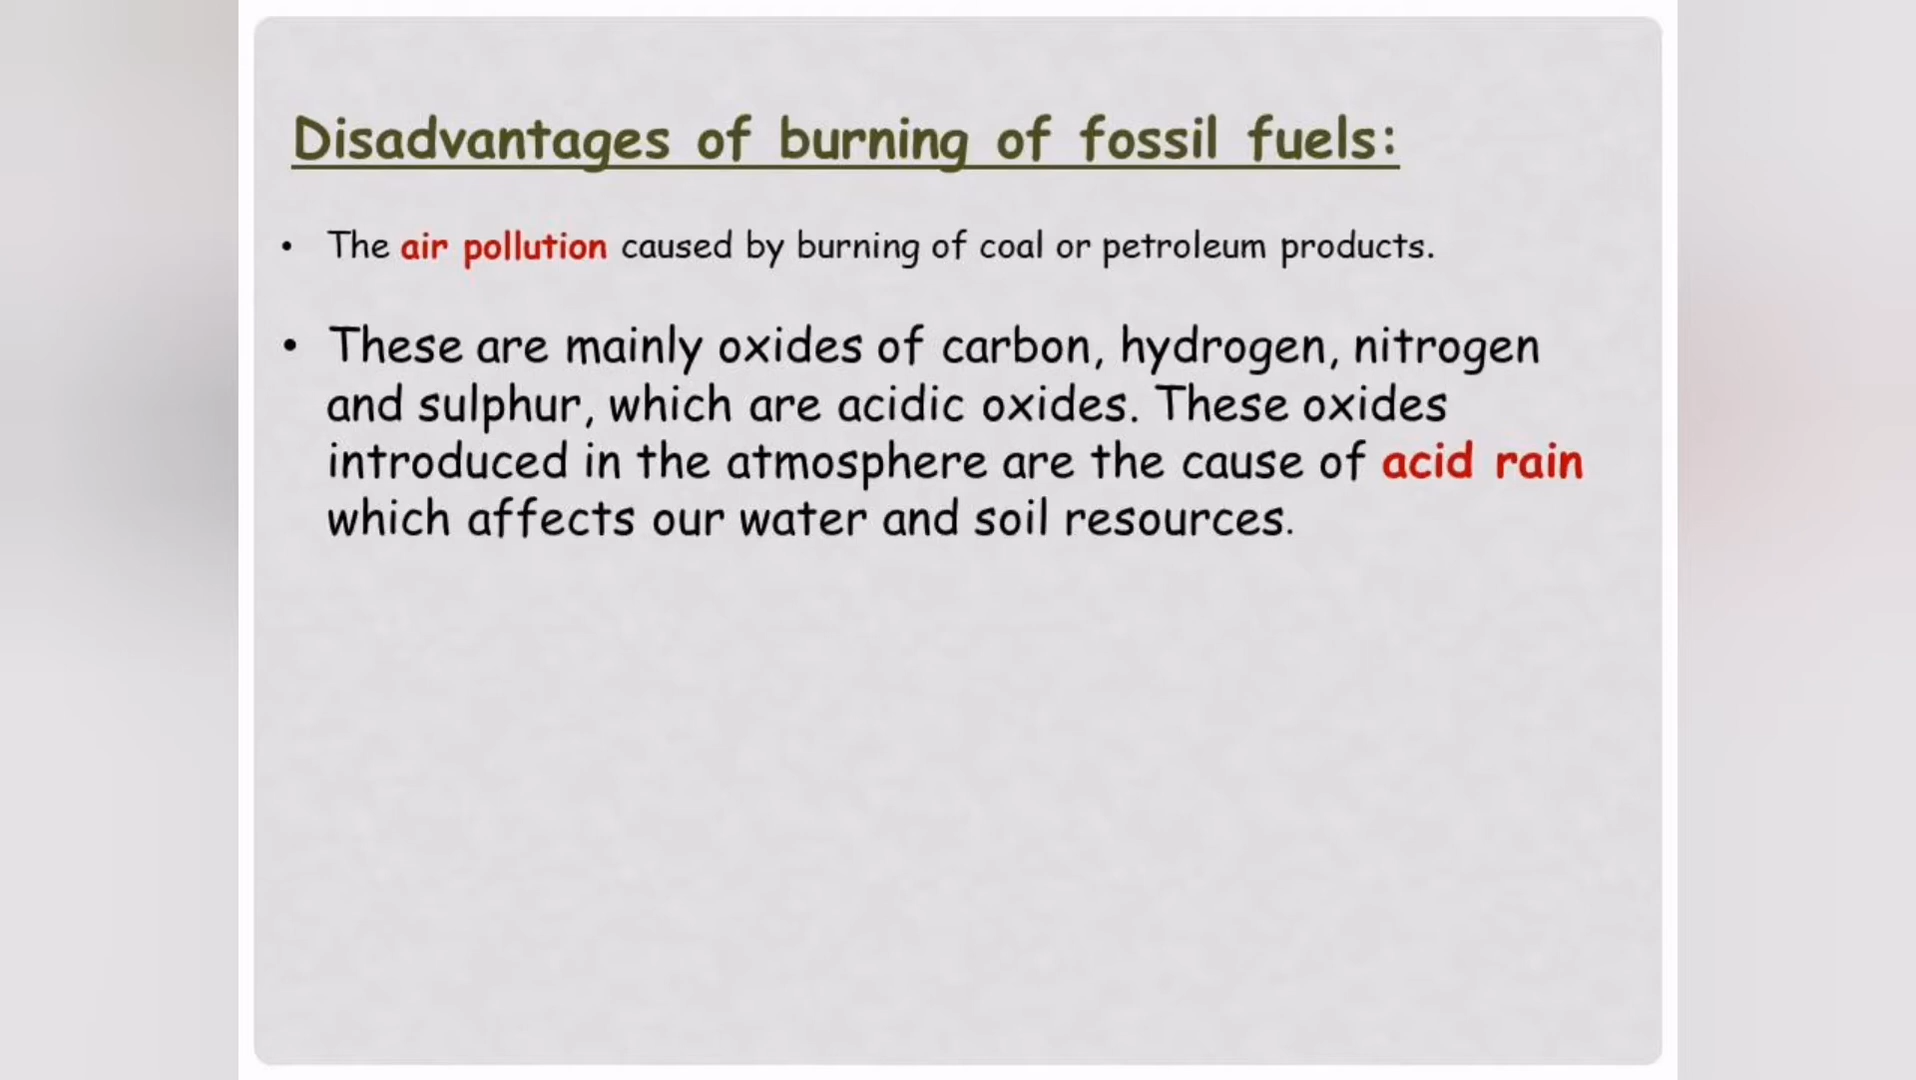 Disadvantages of burning of fossil fuels:
• The air pollution caused by burning of coal or petroleum products.
• These are mainly oxides of carbon, hydrogen, nitrogen
and sulphur, which are acidic oxides. These oxides
introduced in the atmosphere are the cause of acid rain
which affects our water and soil resources.